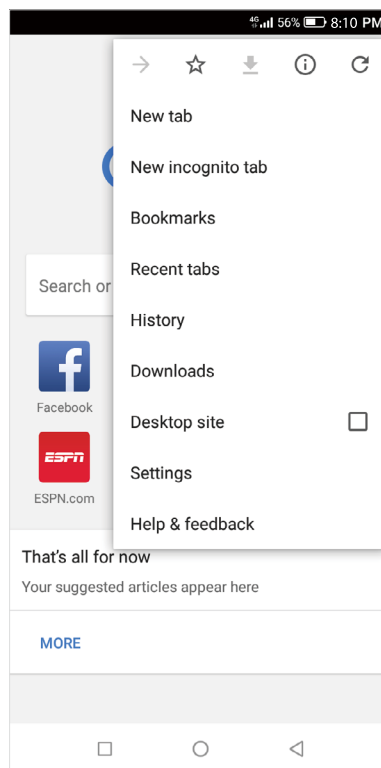 4G 56% 8:10 PM
New tab
New incognito tab
Bookmarks
Recent tabs
History
Downloads
Desktop site
Settings
Help & feedback
Search or
Facebook
ESPN
ESPN.com
That's all for now
Your suggested articles appear here
MORE